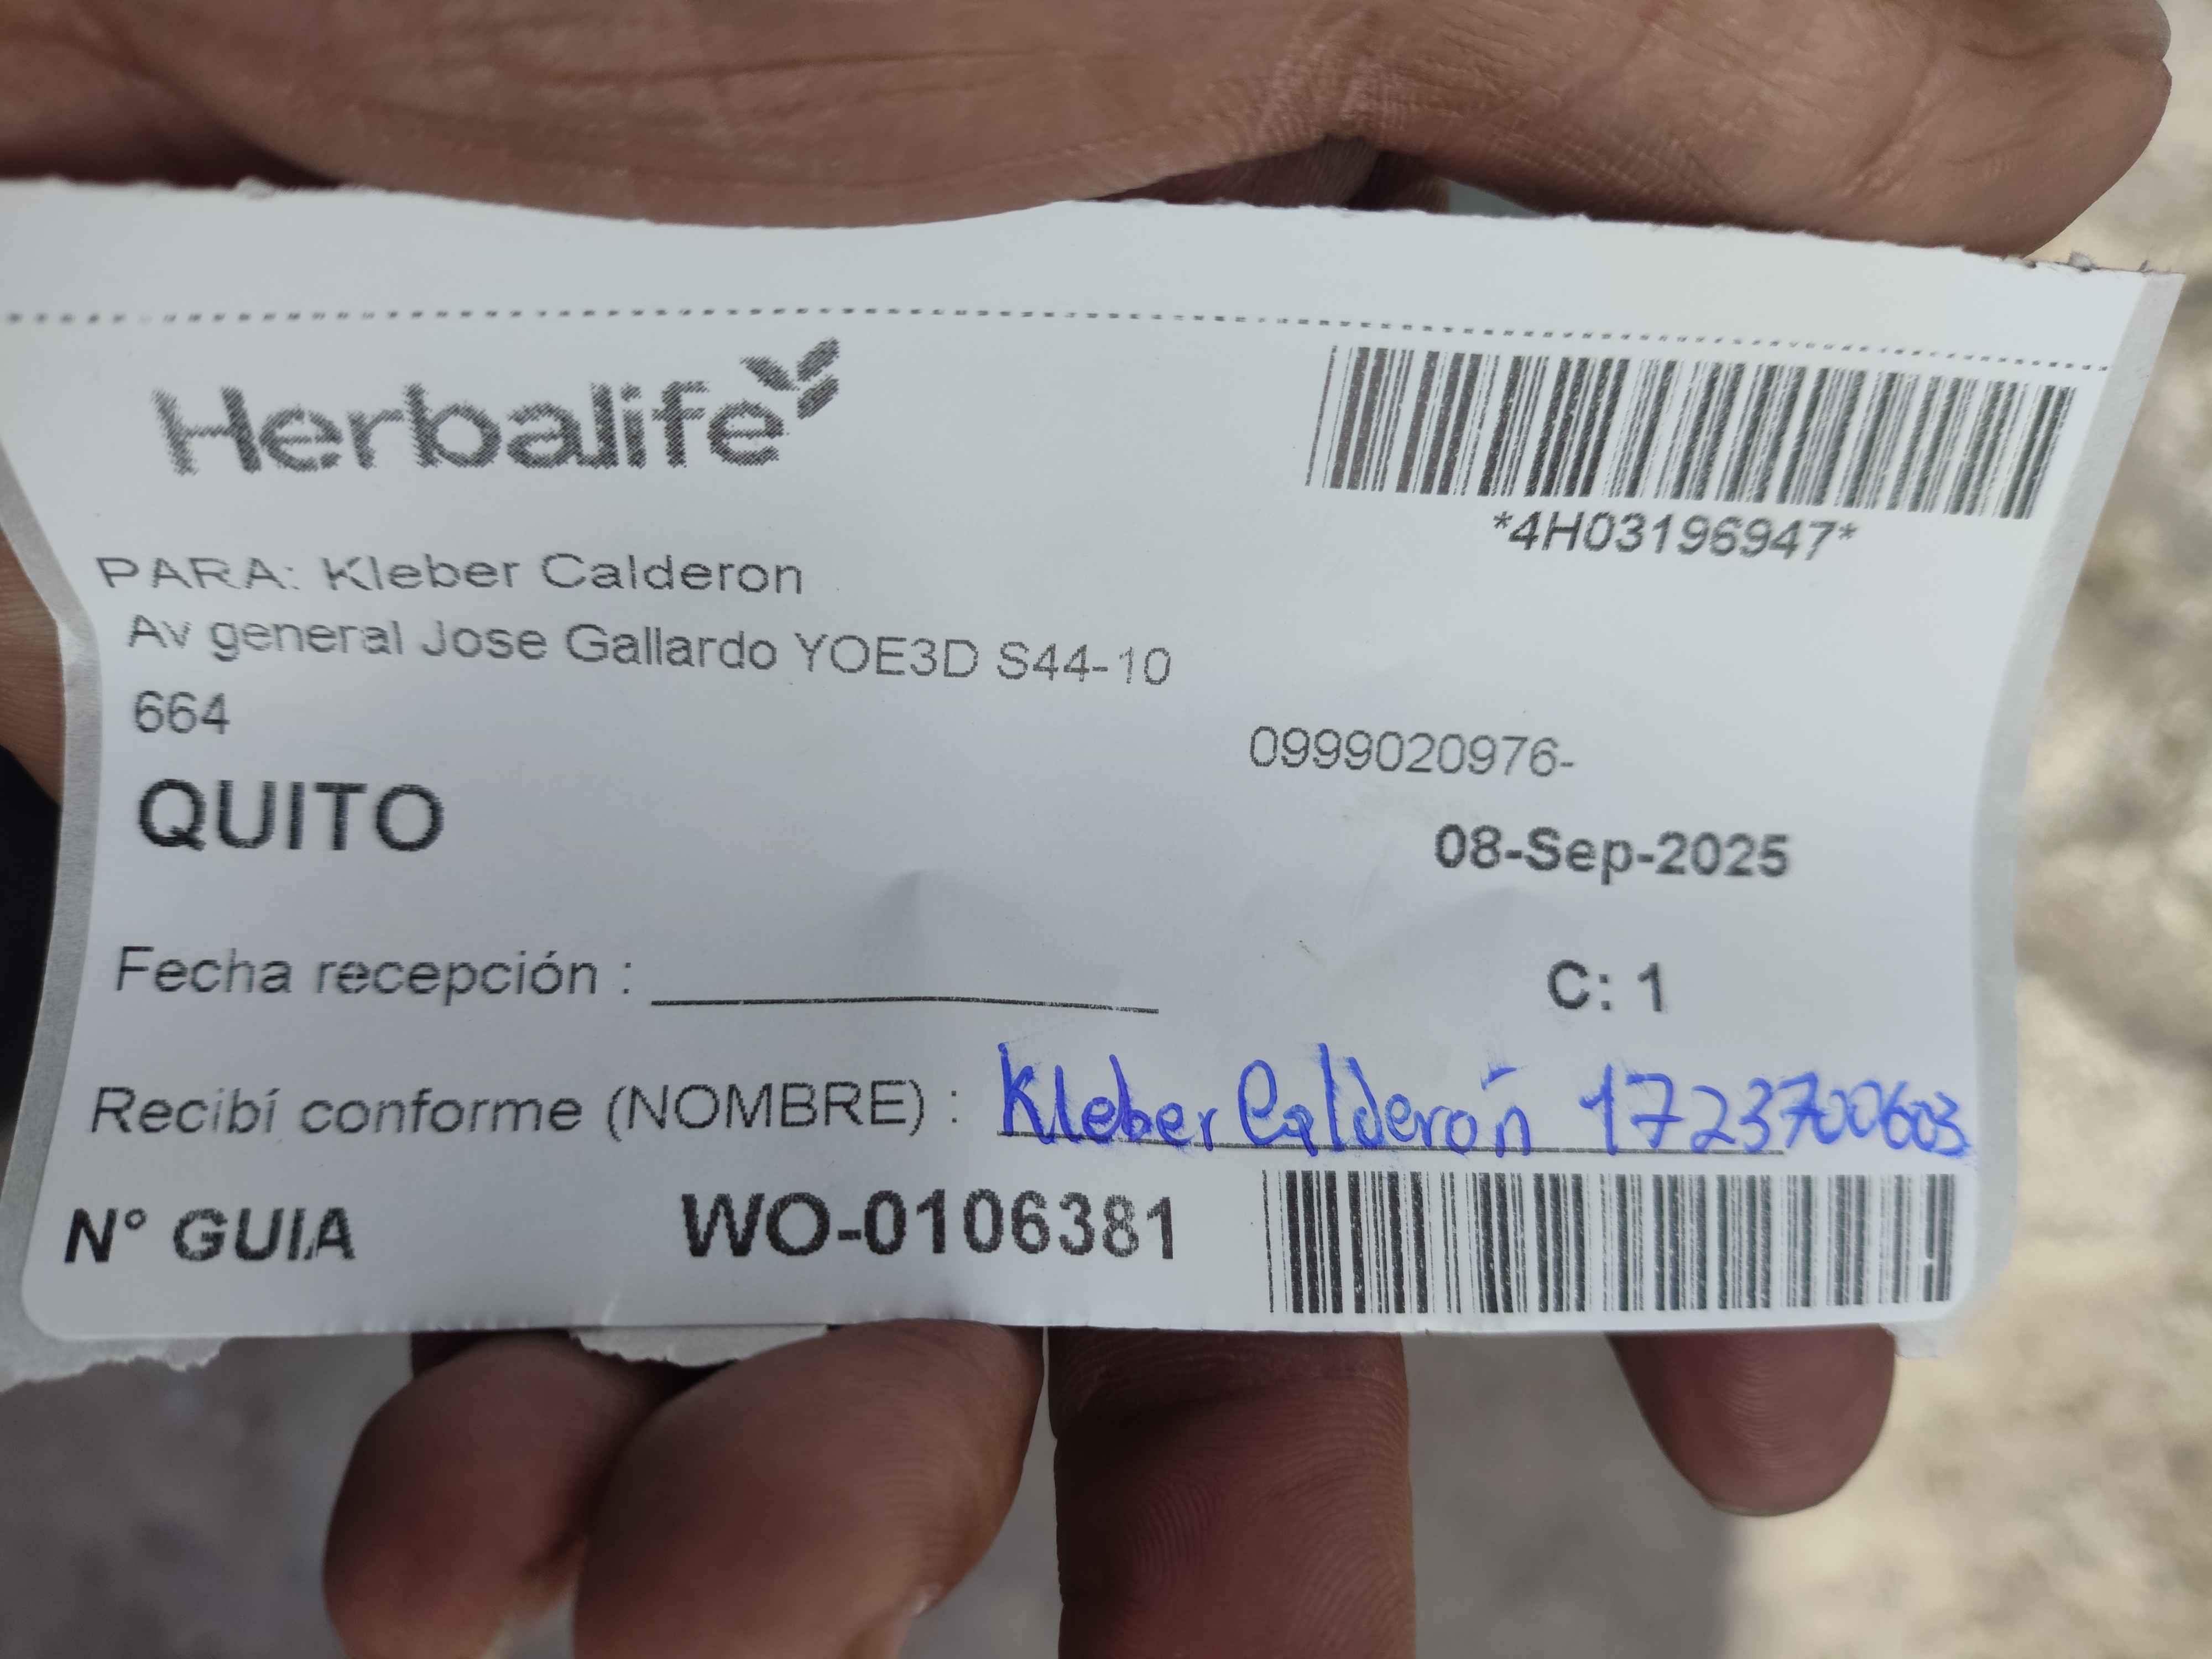 Herbalife
*4H03196947*
PARA: Kleber Calderon
Av general Jose Gallardo YOE3D S44-10
664
0999020976-
QUITO
08-Sep-2025
Fecha recepción :
C: 1
Recibí conforme (NOMBRE) : Kleber Calderón 1723700603
N° GUIA WO-0106381